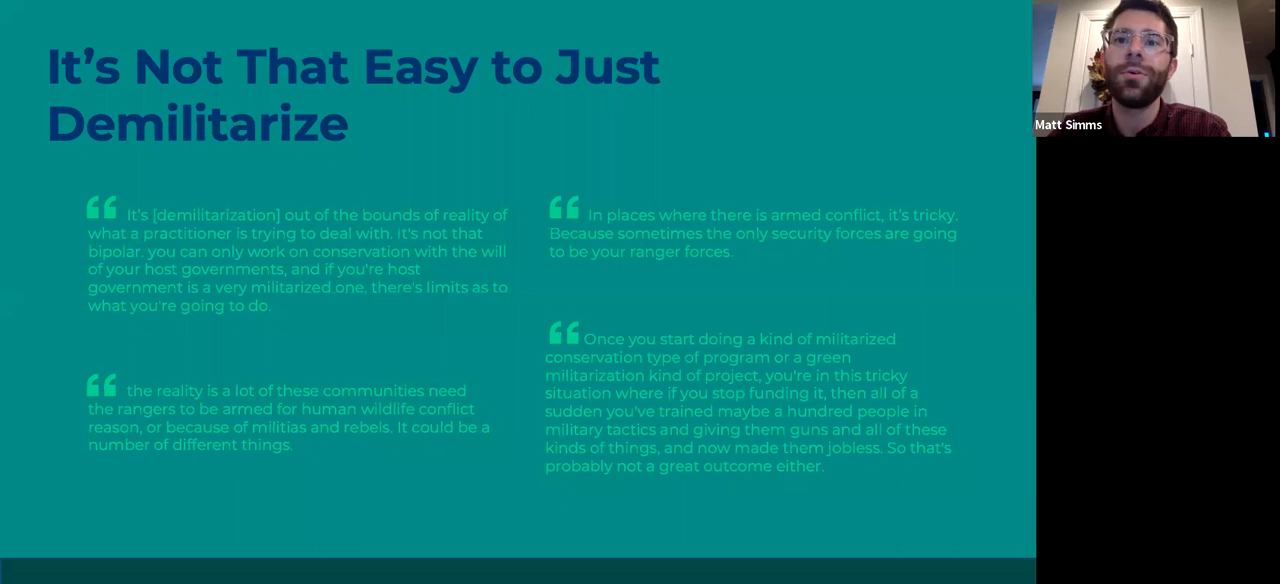 It’s Not That Easy to Just
Demilitarize
“ It's [demilitarization] out of the bounds of reality of
what a practitioner is trying to deal with. It's not that
bipolar. you can only work on conservation with the will
of your host governments, and if you're host
government is a very militarized one, there's limits as to
what you're going to do.
“ the reality is a lot of these communities need
the rangers to be armed for human wildlife conflict
reason, or because of militias and rebels. It could be a
number of different things.
“ In places where there is armed conflict, it’s tricky.
Because sometimes the only security forces are going
to be your ranger forces.
“ Once you start doing a kind of militarized
conservation type of program or a green
militarization kind of project, you're in this tricky
situation where if you stop funding it, then all of a
sudden you've trained maybe a hundred people in
military tactics and giving them guns and all of these
kinds of things, and now made them jobless. So that's
probably not a great outcome either.
Matt Simms